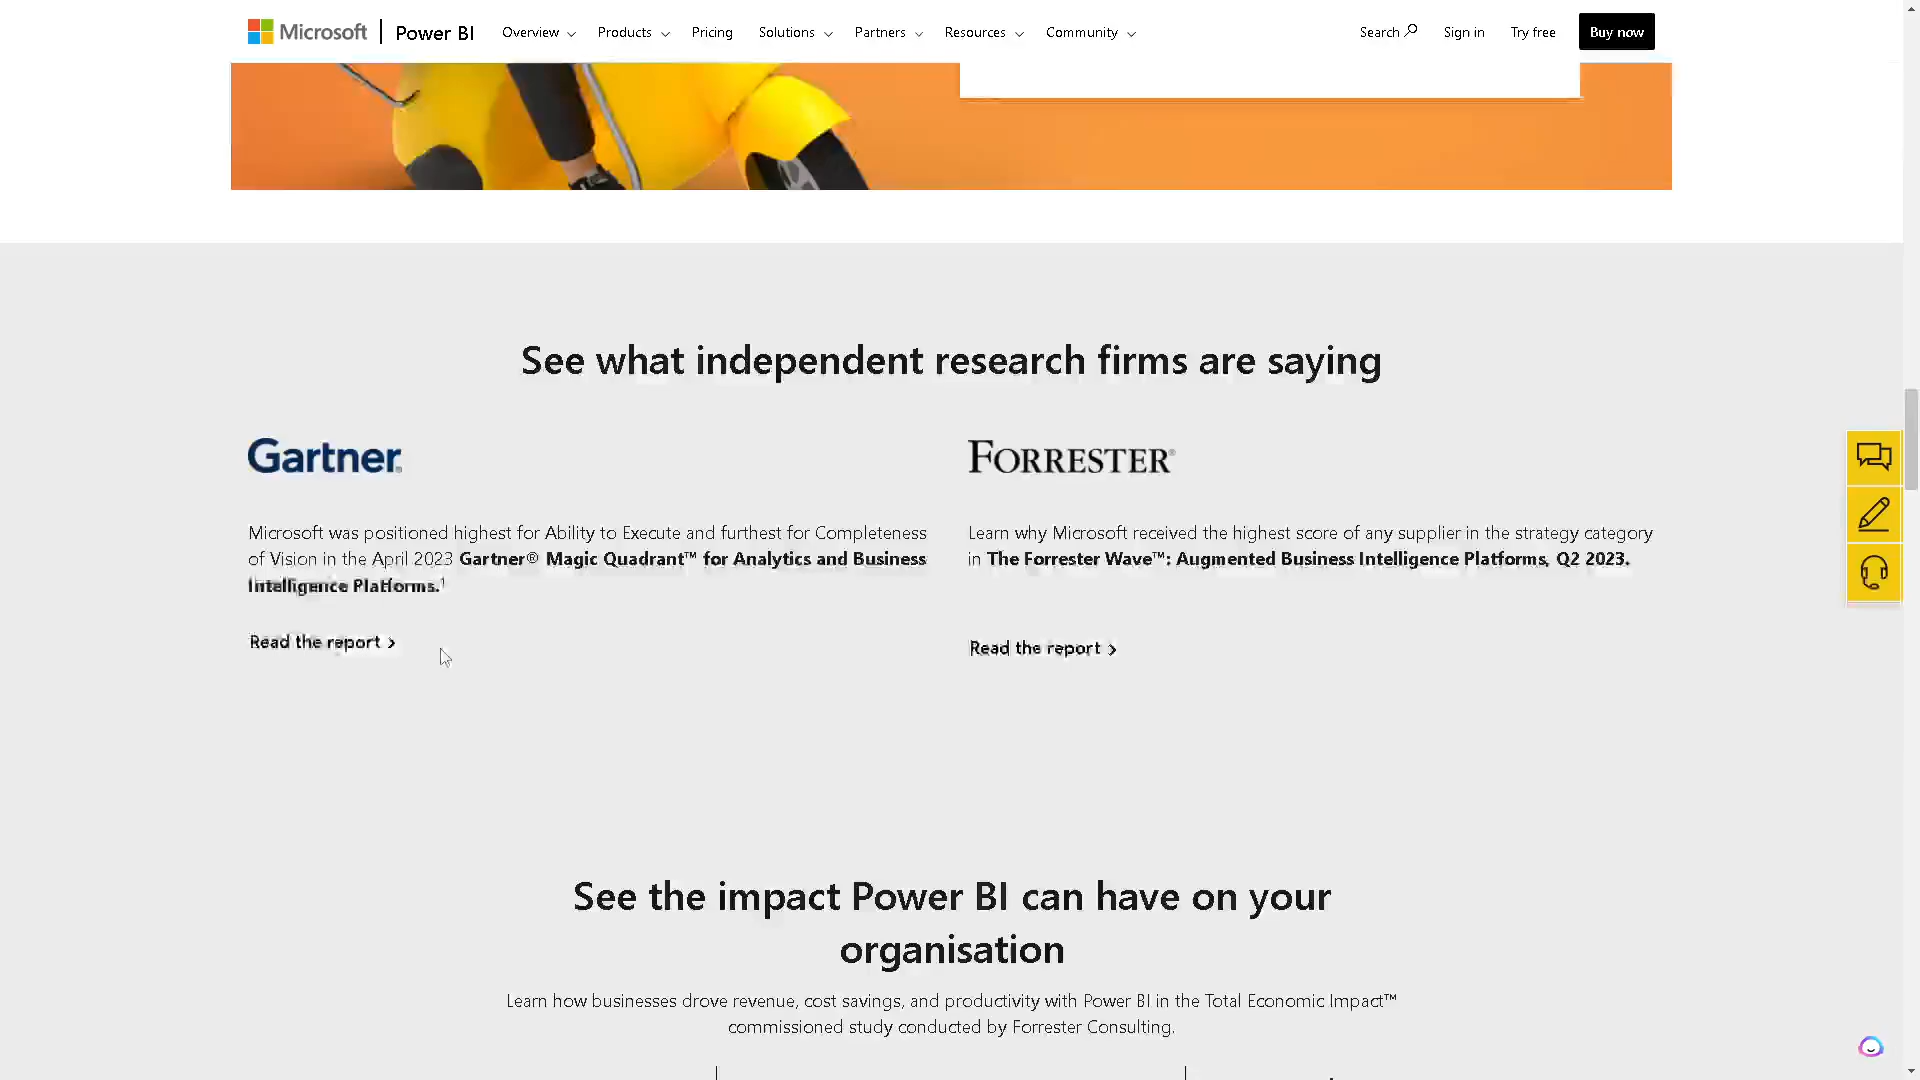 Microsoft Power BI Overview Products Pricing Solutions Partners Resources Community Search Sign in Try free Buy now
See what independent research firms are saying
Gartner®
Microsoft was positioned highest for Ability to Execute and furthest for Completeness
of Vision in the April 2023 Gartner® Magic Quadrant™ for Analytics and Business
Intelligence Platforms.¹
Read the report
FORRESTER®
Learn why Microsoft received the highest score of any supplier in the strategy category
in The Forrester Wave™: Augmented Business Intelligence Platforms, Q2 2023.
Read the report
See the impact Power BI can have on your
organisation
Learn how businesses drove revenue, cost savings, and productivity with Power BI in the Total Economic Impact™
commissioned study conducted by Forrester Consulting.